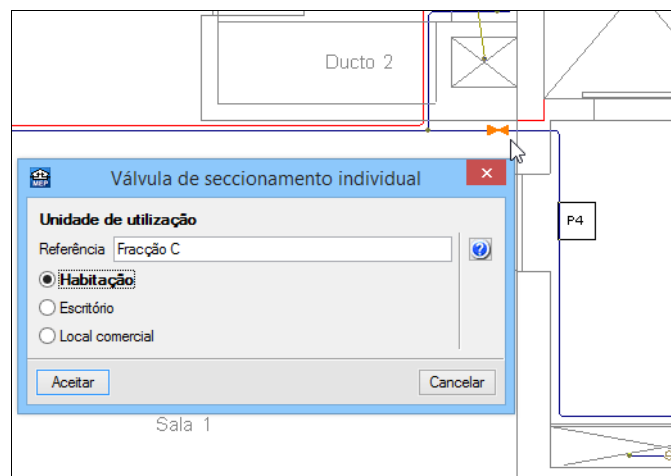 Ducto 2
MEP
Válvula de seccionamento individual
Unidade de utilização
Referência Fracção C
Habitação
Escritório
Local comercial
Aceitar Cancelar
P4
Sala 1